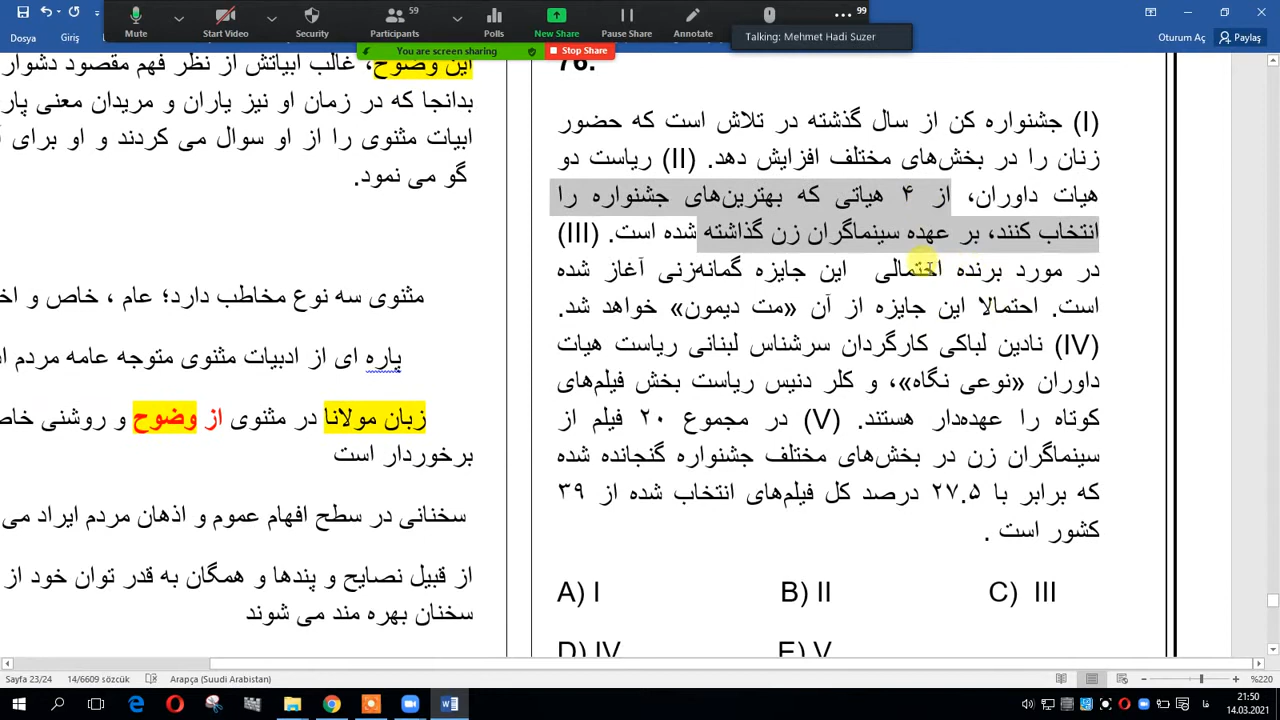 59
99
Mute
Start Video
Security
Participants
Polls
New Share
Pause Share
Annotate
Talking: Mehmet Hadi Suzer
You are screen sharing
Stop Share
Dosya
Giriş
Oturum Aç
Paylaş
این وضوح، غالب ابیاتش از نظر فهم مقصود دشوار
بدانجا که در زمان او نیز یاران و مریدان معنی پار
ابیات مثنوی را از او سوال می کردند و او برای آ
گو می نمود.
مثنوی سه نوع مخاطب دارد؛ عام ، خاص و اخ
پاره ای از ادبیات مثنوی متوجه عامه مردم ا
زبان مولانا در مثنوی از وضوح و روشنی خاص
برخوردار است
سخنانی در سطح افهام عموم و اذهان مردم ایراد می
از قبیل نصایح و پندها و همگان به قدر توان خود از
سخنان بهره مند می شوند
76.
(I) جشنواره کن از سال گذشته در تلاش است که حضور
زنان را در بخش‌های مختلف افزایش دهد. (II) ریاست دو
هیات داوران، از ۴ هیاتی که بهترین‌های جشنواره را
انتخاب کنند، بر عهده سینماگران زن گذاشته شده است. (III)
در مورد برنده احتمالی این جایزه گمانه‌زنی آغاز شده
است. احتمالا این جایزه از آن «مت دیمون» خواهد شد.
(IV) نادین لباکی کارگردان سرشناس لبنانی ریاست هیات
داوران «نوعی نگاه»، و کلر دنیس ریاست بخش فیلم‌های
کوتاه را عهده‌دار هستند. (V) در مجموع ۲۰ فیلم از
سینماگران زن در بخش‌های مختلف جشنواره گنجانده شده
که برابر با ۲۷.۵ درصد کل فیلم‌های انتخاب شده از ۳۹
کشور است .
A) I
B) II
C) III
D) IV
E) V
Sayfa 23/24
14/6609 sözcük
Arapça (Suudi Arabistan)
%220
فا
21:50
14.03.2021